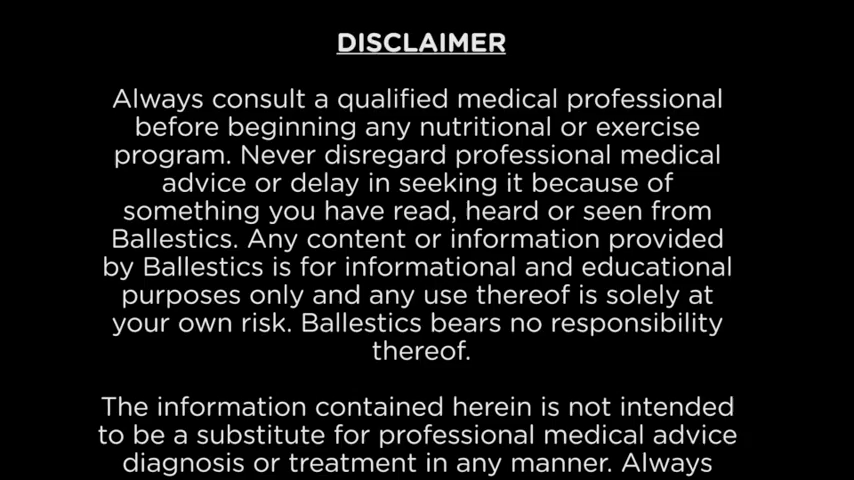 DISCLAIMER
Always consult a qualified medical professional
before beginning any nutritional or exercise
program. Never disregard professional medical
advice or delay in seeking it because of
something you have read, heard or seen from
Ballestics. Any content or information provided
by Ballestics is for informational and educational
purposes only and any use thereof is solely at
your own risk. Ballestics bears no responsibility
thereof.
The information contained herein is not intended
to be a substitute for professional medical advice
diagnosis or treatment in any manner. Always